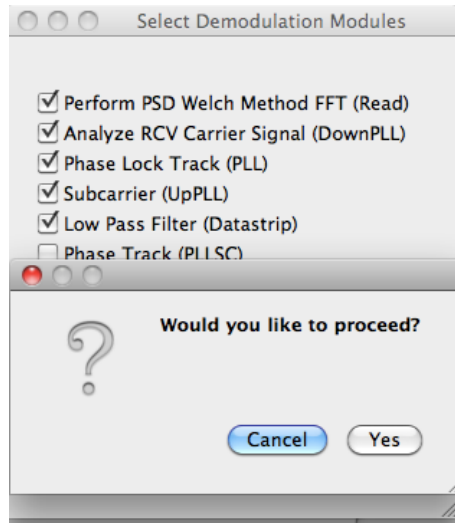 Select Demodulation Modules
Perform PSD Welch Method FFT (Read)
Analyze RCV Carrier Signal (DownPLL)
Phase Lock Track (PLL)
Subcarrier (UpPLL)
Low Pass Filter (Datastrip)
Phase Track (PLLSC)
Would you like to proceed?
Cancel Yes